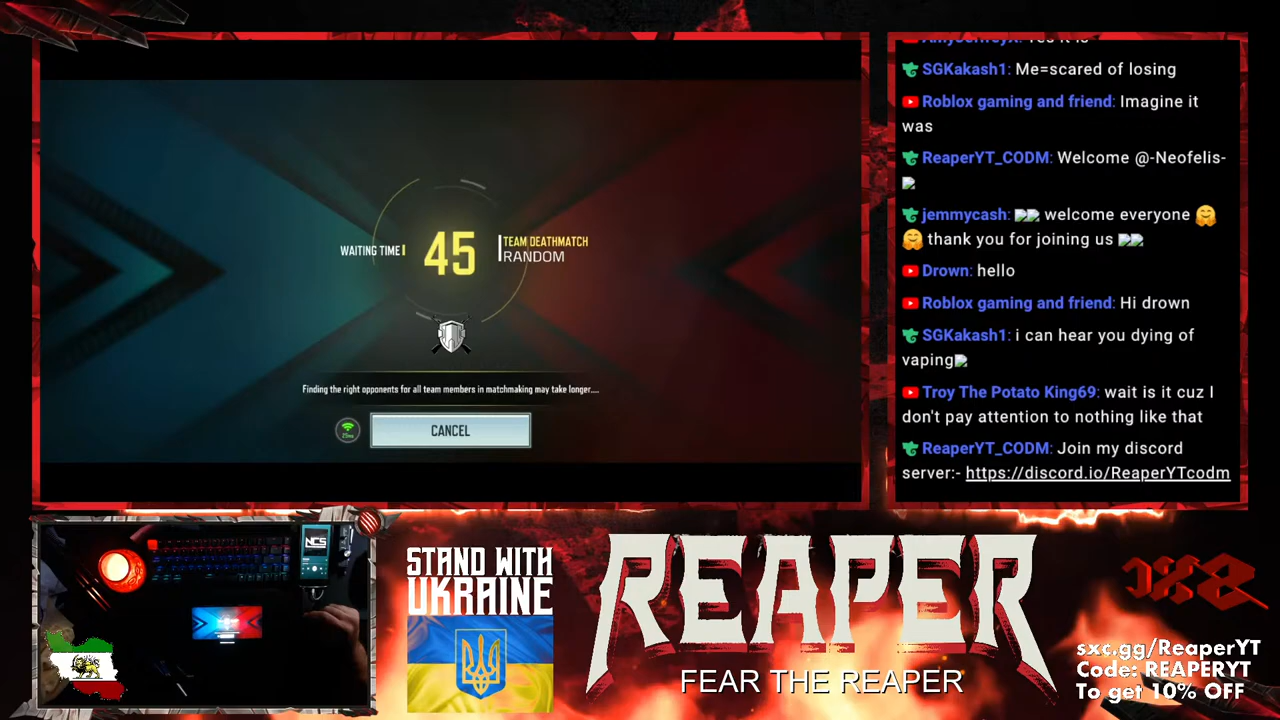 WAITING TIME
45
TEAM DEATHMATCH
RANDOM
Finding the right opponents for all team members in matchmaking may take longer....
25ms
CANCEL
SGKakash1: Me=scared of losing
Roblox gaming and friend: Imagine it
was
ReaperYT_CODM: Welcome @-Neofelis-
jemmycash: welcome everyone 🤗
🤗 thank you for joining us
Drown: hello
Roblox gaming and friend: Hi drown
SGKakash1: i can hear you dying of
vaping
Troy The Potato King69: wait is it cuz I
don't pay attention to nothing like that
ReaperYT_CODM: Join my discord
server:- https://discord.io/ReaperYTcodm
NCS
STAND WITH
UKRAINE
REAPER
FEAR THE REAPER
sxc.gg/ReaperYT
Code: REAPERYT
To get 10% OFF